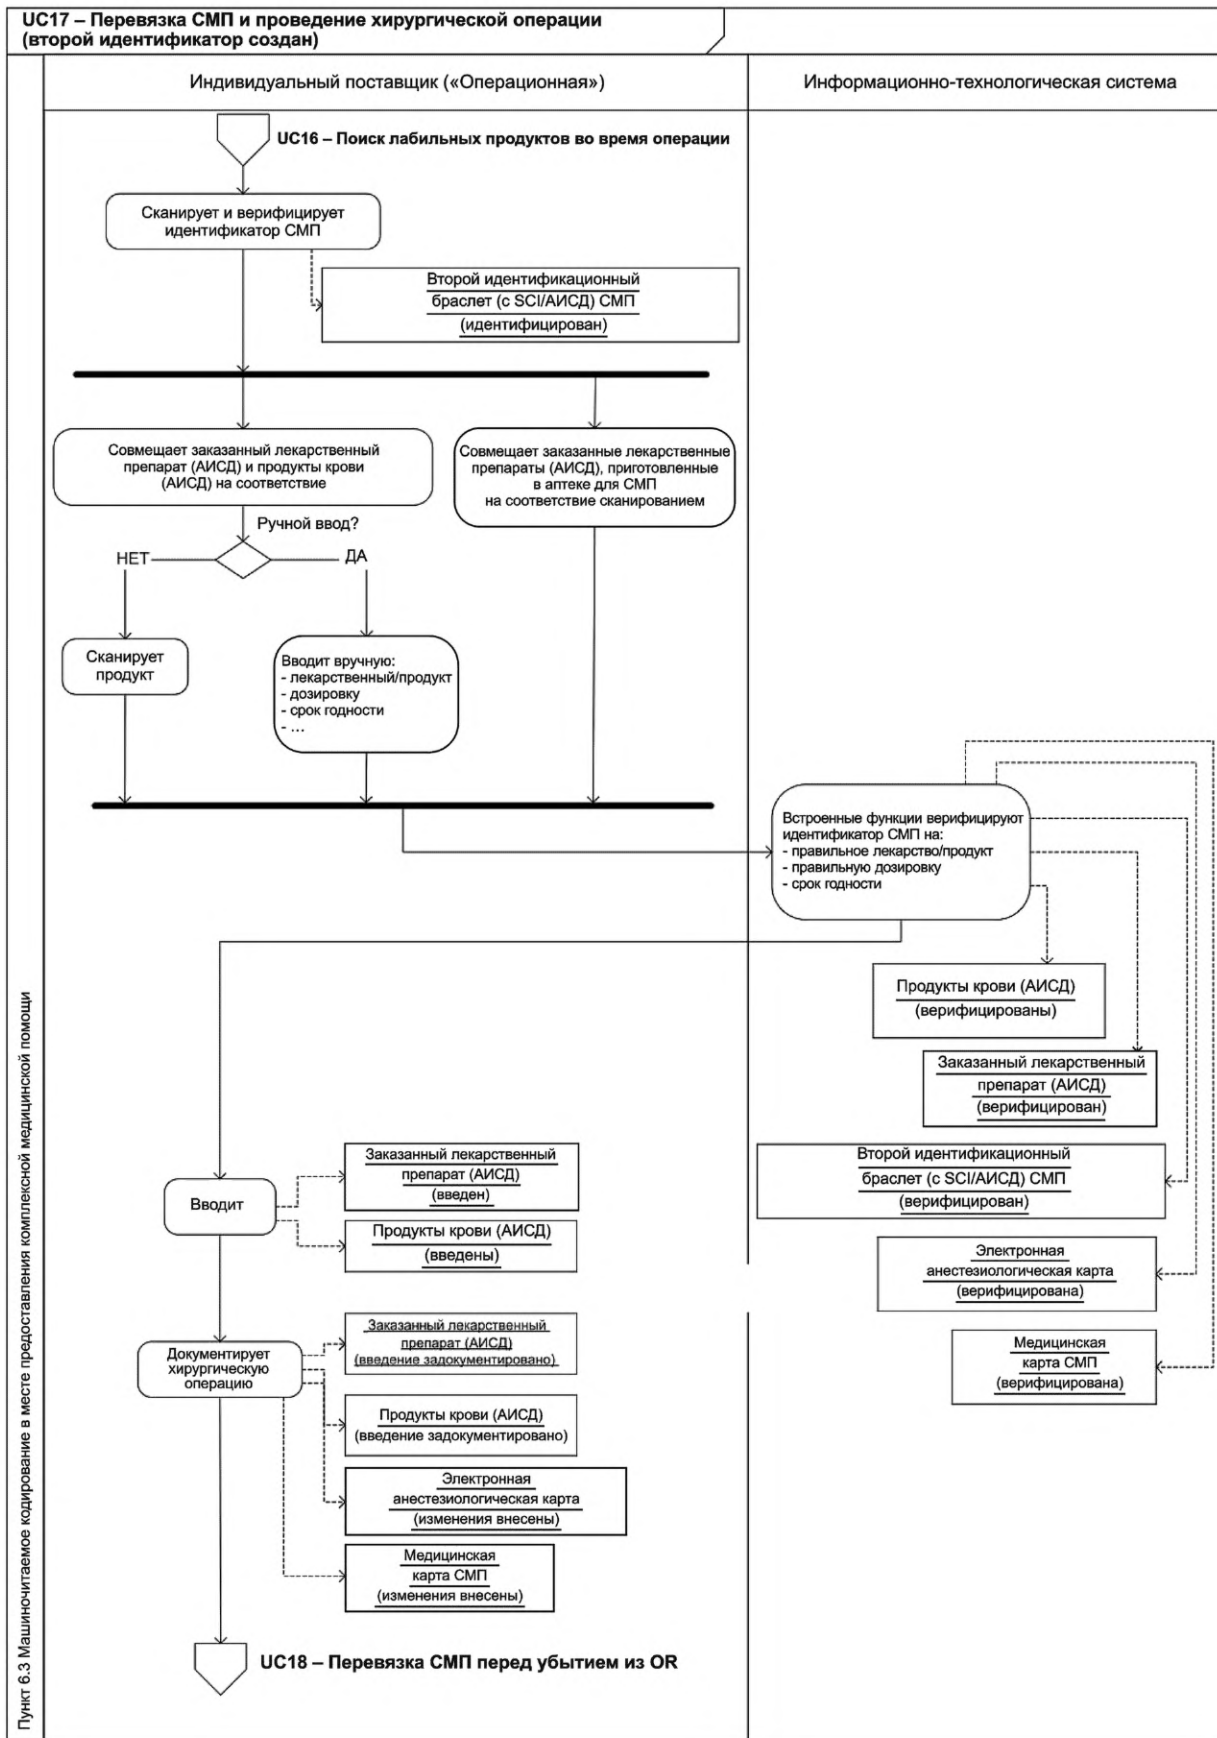 UC17 – Перевязка СМП и проведение хирургической операции
(второй идентификатор создан)
Индивидуальный поставщик («Операционная»)
Информационно-технологическая система
UC16 – Поиск лабильных продуктов во время операции
Сканирует и верифицирует
идентификатор СМП
Второй идентификационный
браслет (с SCI/АИСД) СМП
(идентифицирован)
Совмещает заказанный лекарственный
препарат (АИСД) и продукты крови
(АИСД) на соответствие
Совмещает заказанные лекарственные
препараты (АИСД), приготовленные
в аптеке для СМП
на соответствие сканированием
Ручной ввод?
НЕТ
ДА
Сканирует
продукт
Вводит вручную:
- лекарственный/продукт
- дозировку
- срок годности
- ...
Встроенные функции верифицируют
идентификатор СМП на:
- правильное лекарство/продукт
- правильную дозировку
- срок годности
Продукты крови (АИСД)
(верифицированы)
Заказанный лекарственный
препарат (АИСД)
(верифицирован)
Второй идентификационный
браслет (с SCI/АИСД) СМП
(верифицирован)
Электронная
анестезиологическая карта
(верифицирована)
Медицинская
карта СМП
(верифицирована)
Вводит
Заказанный лекарственный
препарат (АИСД)
(введен)
Продукты крови (АИСД)
(введены)
Документирует
хирургическую
операцию
Заказанный лекарственный
препарат (АИСД)
(введение задокументировано)
Продукты крови (АИСД)
(введение задокументировано)
Электронная
анестезиологическая карта
(изменения внесены)
Медицинская
карта СМП
(изменения внесены)
UC18 – Перевязка СМП перед убытием из OR
Пункт 6.3 Машиночитаемое кодирование в месте предоставления комплексной медицинской помощи